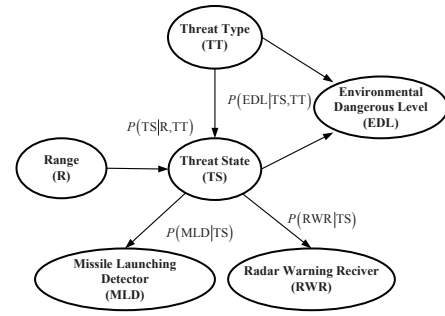 Threat Type
(TT)
Environmental
Dangerous Level
(EDL)
P(EDL|TS,TT)
P(TS|R,TT)
Range
(R)
Threat State
(TS)
P(MLD|TS)
P(RWR|TS)
Missile Launching
Detector
(MLD)
Radar Warning Reciver
(RWR)